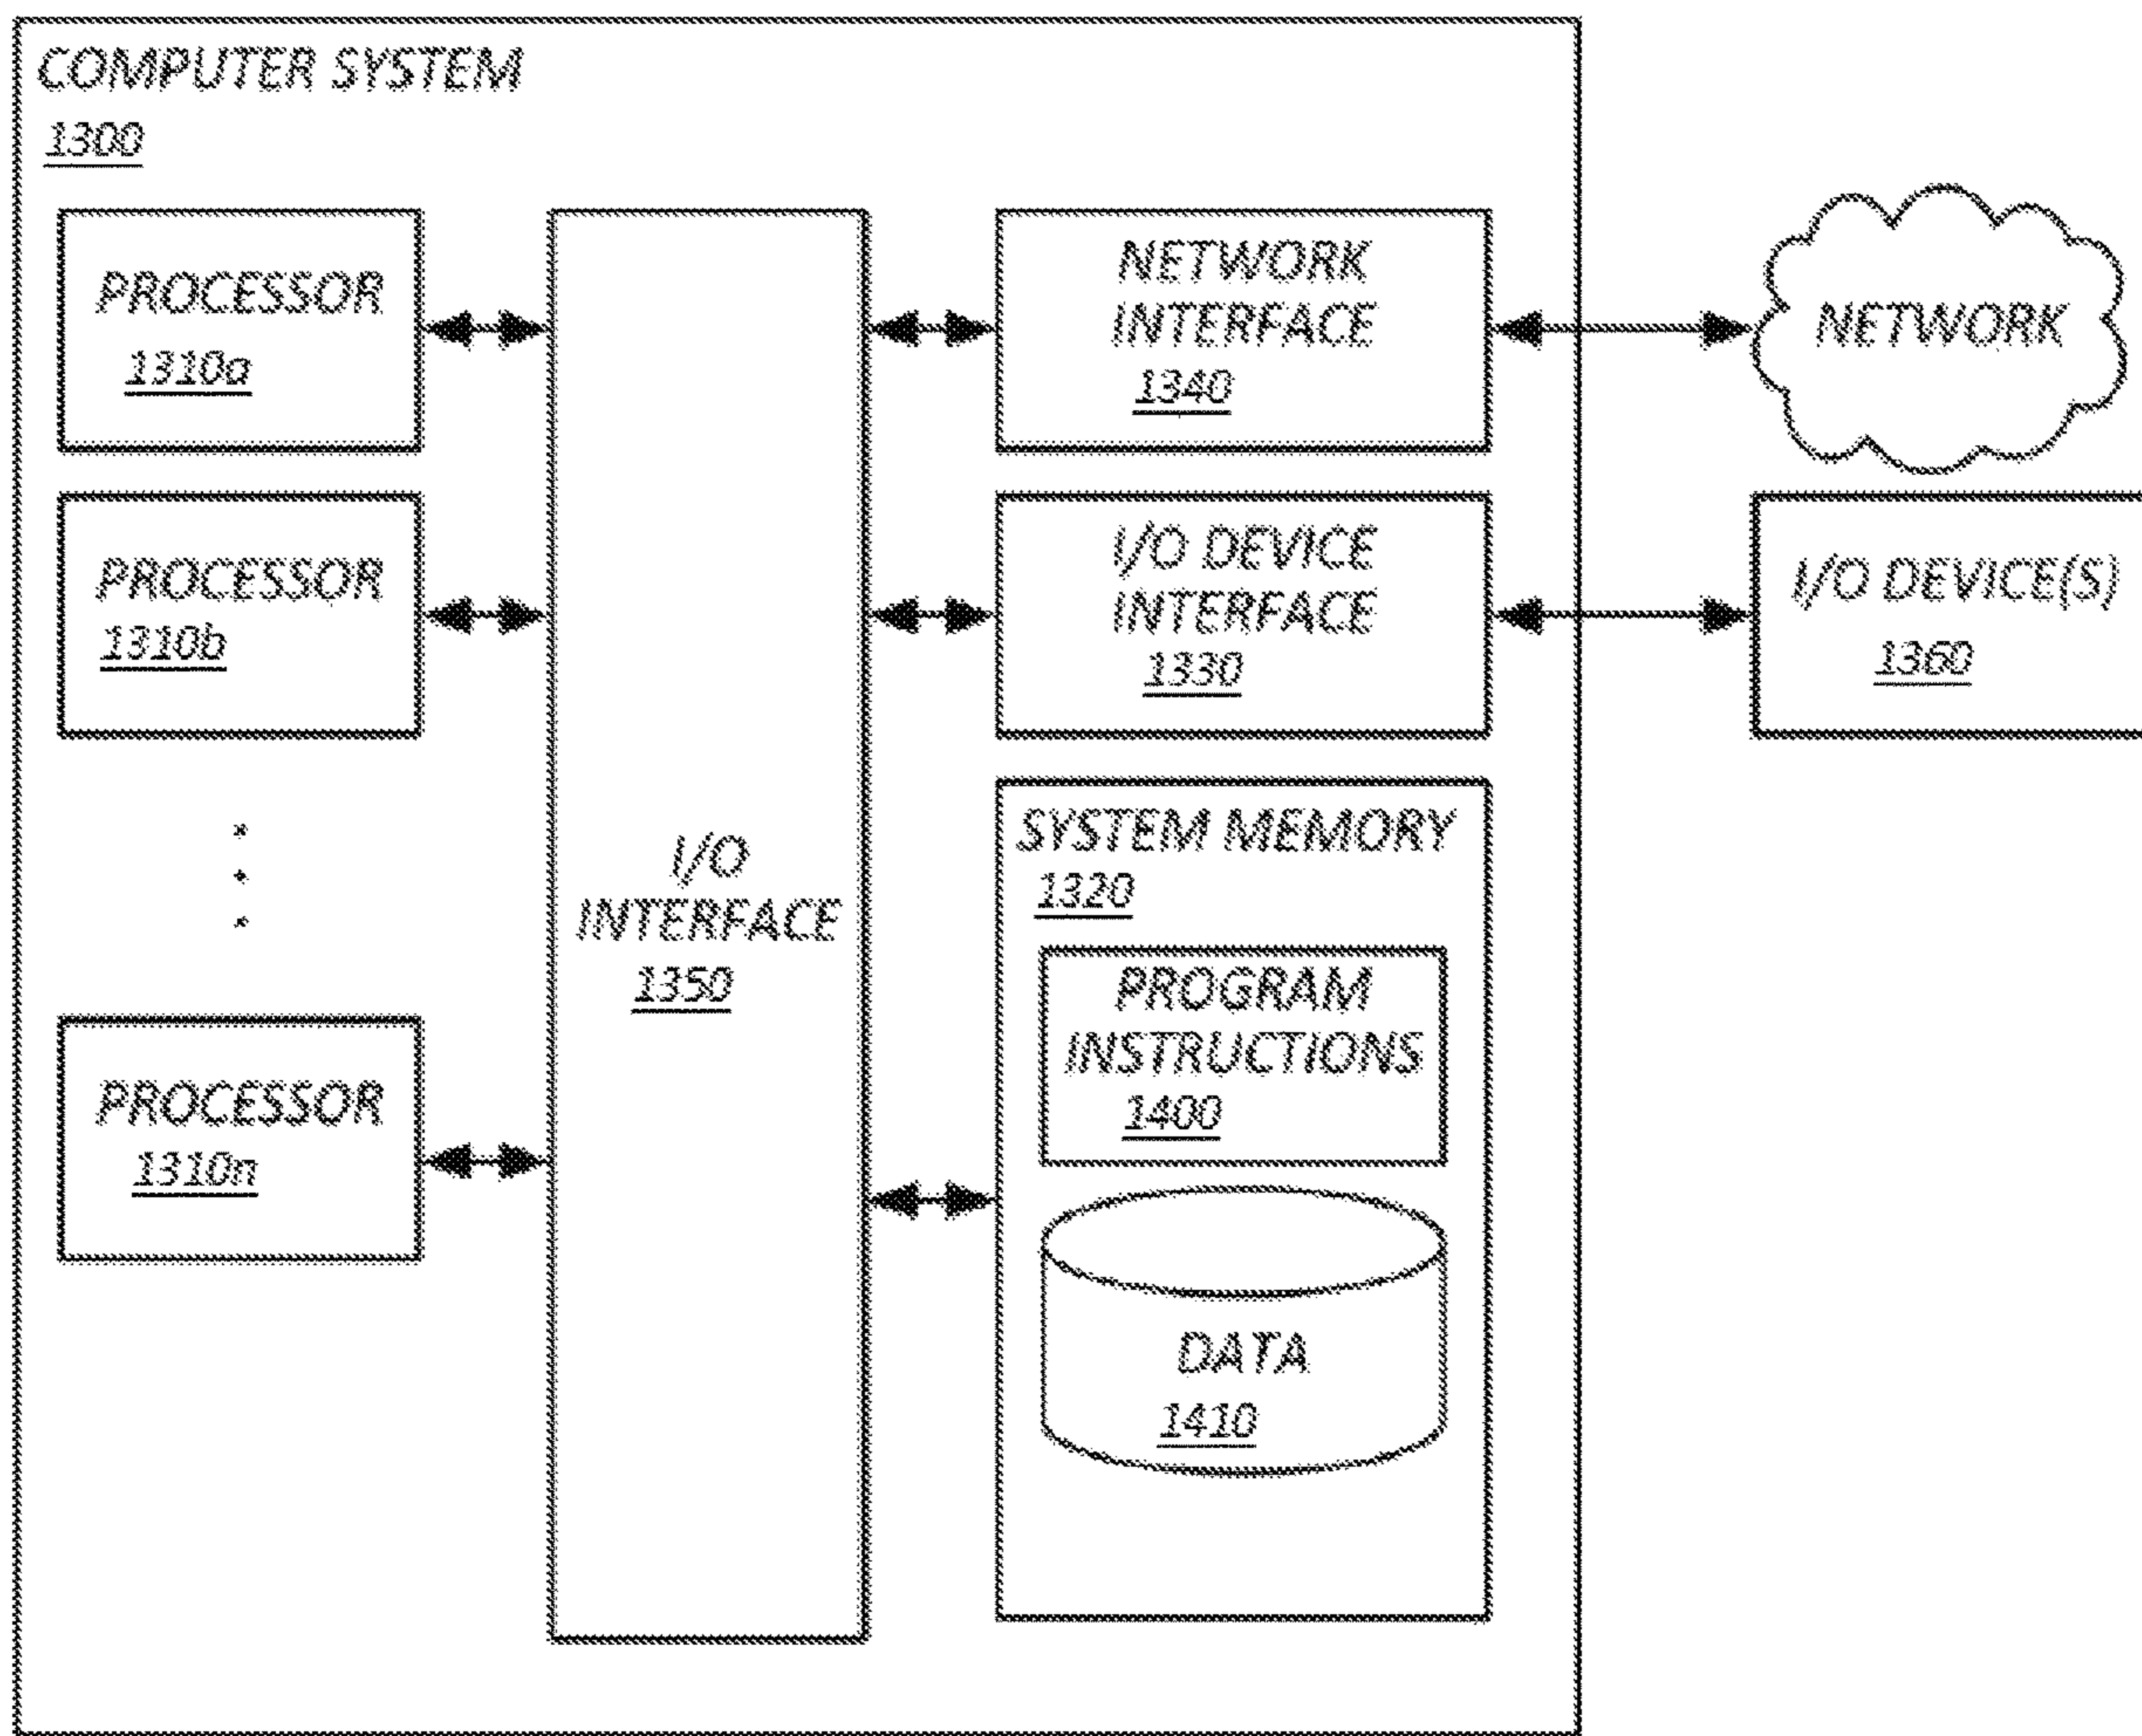 COMPUTER SYSTEM
1300
PROCESSOR
1310a
PROCESSOR
1310b
PROCESSOR
1310n
I/O
INTERFACE
1350
NETWORK
INTERFACE
1340
I/O DEVICE
INTERFACE
1330
SYSTEM MEMORY
1320
PROGRAM
INSTRUCTIONS
1400
DATA
1410
NETWORK
I/O DEVICE(S)
1360